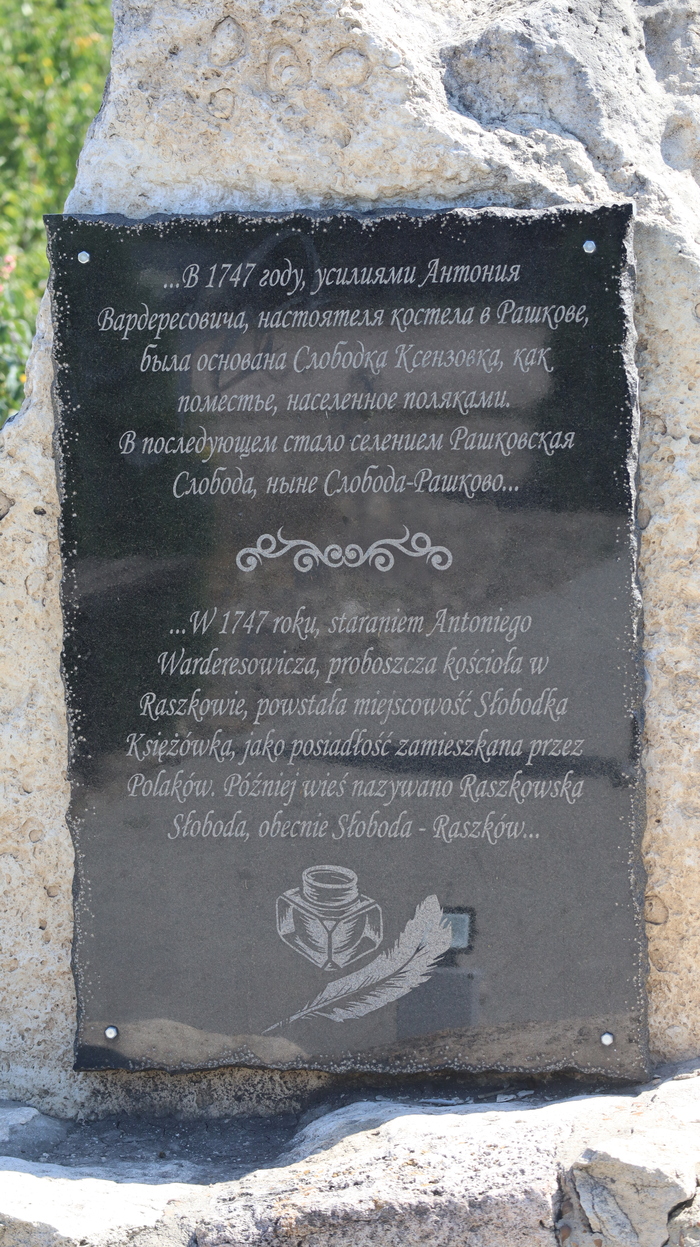 ...В 1747 году, усилиями Антония
Вардересовича, настоятеля костела в Рашкове,
была основана Слободка Ксензовка, как
поместье, населенное поляками.
В последующем стало селением Рашковская
Слобода, ныне Слобода-Рашково...
...W 1747 roku, staraniem Antoniego
Warderesowicza, proboszcza kościoła w
Raszkowie, powstała miejscowość Słobodka
Księżówka, jako posiadłość zamieszkana przez
Polaków. Później wieś nazywano Raszkowska
Słoboda, obecnie Słoboda - Raszków...